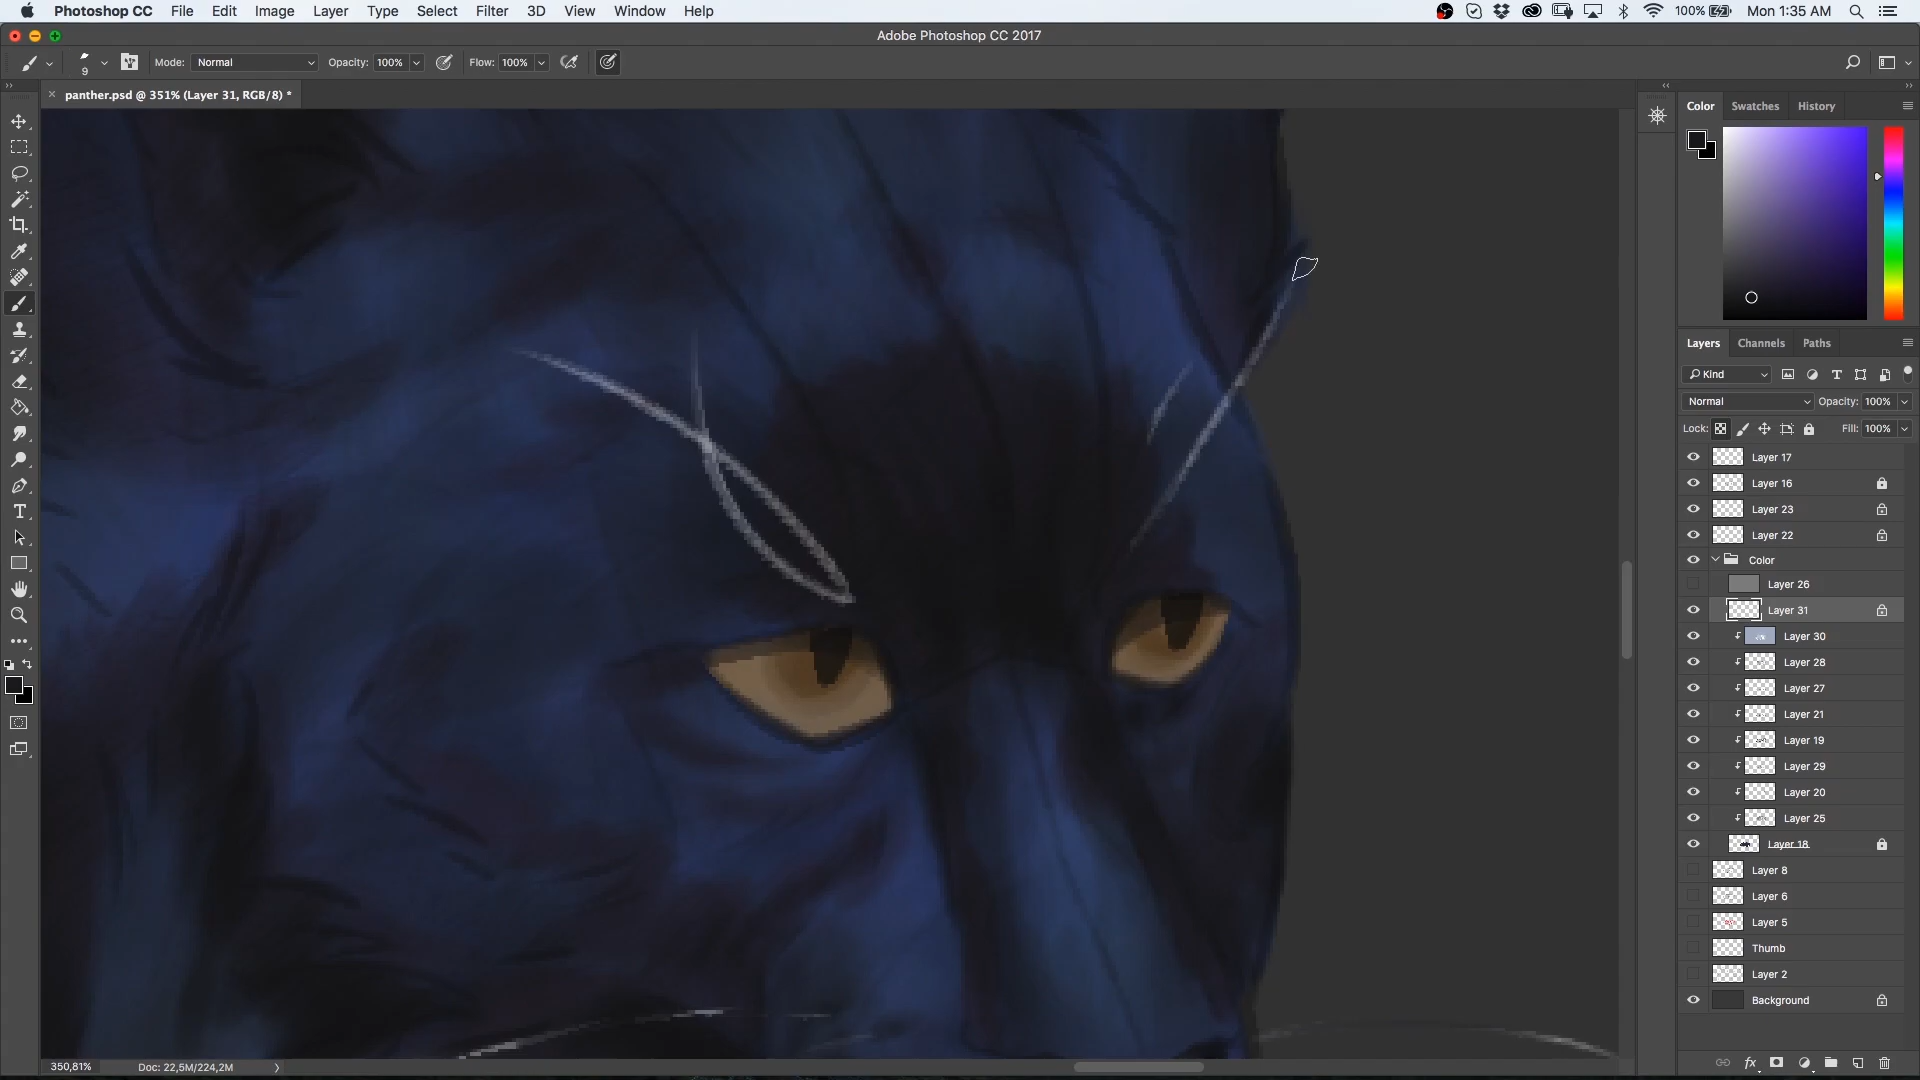 Photoshop CC File Edit Image Layer Type Select Filter 3D View Window Help 100% Mon 1:35 AM
Adobe Photoshop CC 2017
9 Mode: Normal Opacity: 100% Flow: 100%
panther.psd @ 351% (Layer 31, RGB/8) *
Color Swatches History
Layers Channels Paths
Kind
Normal Opacity: 100%
Lock: Fill: 100%
Layer 17
Layer 16
Layer 23
Layer 22
Color
Layer 26
Layer 31
Layer 30
Layer 28
Layer 27
Layer 21
Layer 19
Layer 29
Layer 20
Layer 25
Layer 18
Layer 8
Layer 6
Layer 5
Thumb
Layer 2
Background
350,81% Doc: 22,5M/224,2M